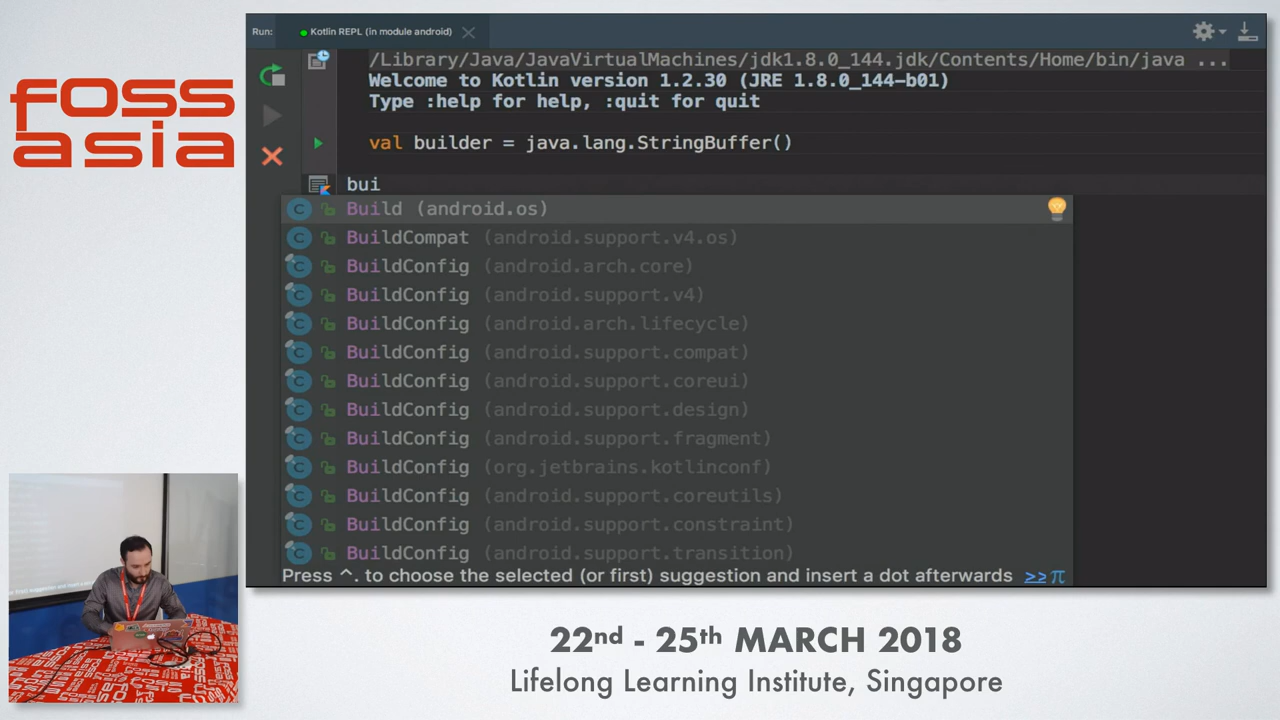 foss
asia
Run: Kotlin REPL (in module android)
/Library/Java/JavaVirtualMachines/jdk1.8.0_144.jdk/Contents/Home/bin/java ...
Welcome to Kotlin version 1.2.30 (JRE 1.8.0_144-b01)
Type :help for help, :quit for quit
val builder = java.lang.StringBuffer()
bui
Build (android.os)
BuildCompat (android.support.v4.os)
BuildConfig (android.arch.core)
BuildConfig (android.support.v4)
BuildConfig (android.arch.lifecycle)
BuildConfig (android.support.compat)
BuildConfig (android.support.coreui)
BuildConfig (android.support.design)
BuildConfig (android.support.fragment)
BuildConfig (org.jetbrains.kotlinconf)
BuildConfig (android.support.coreutils)
BuildConfig (android.support.constraint)
BuildConfig (android.support.transition)
Press ^. to choose the selected (or first) suggestion and insert a dot afterwards >> π
22nd - 25th MARCH 2018
Lifelong Learning Institute, Singapore